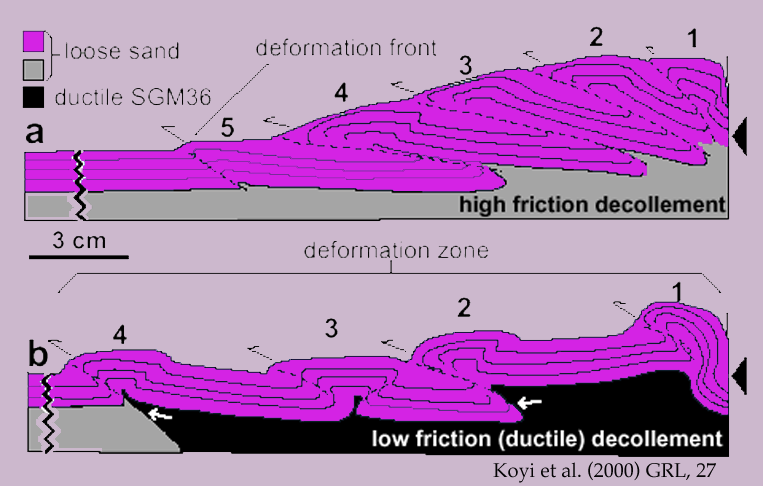 loose sand
ductile SGM36
deformation front
1
2
3
4
5
a
high friction decollement
3 cm
deformation zone
1
2
3
4
b
low friction (ductile) decollement
Koyi et al. (2000) GRL, 27